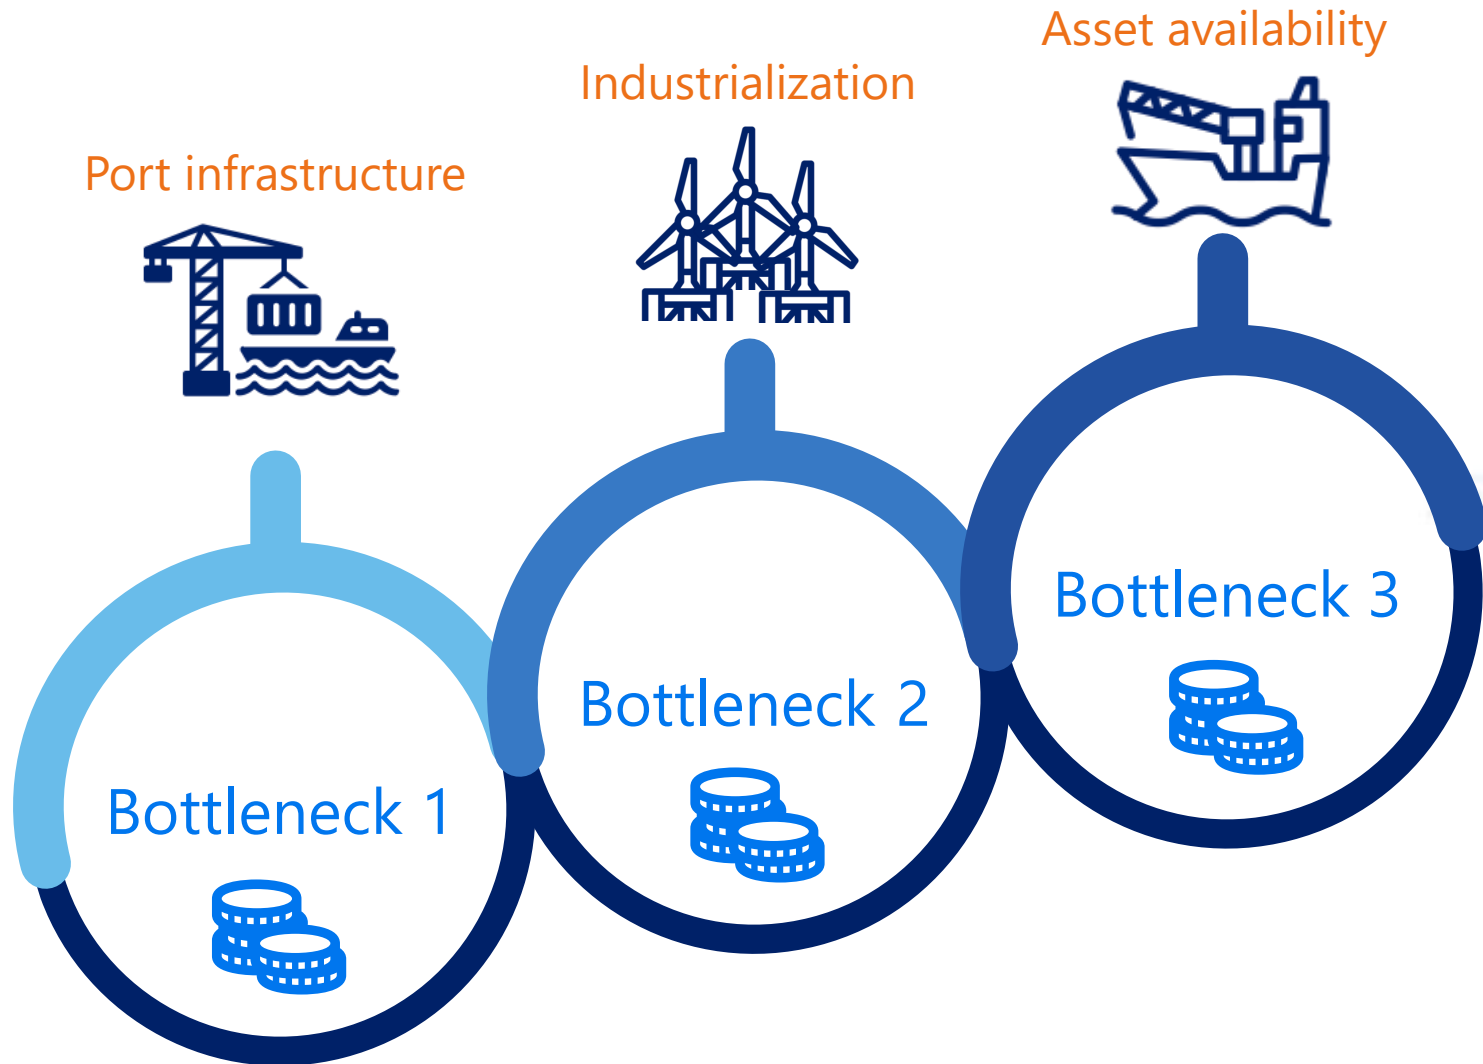 Port infrastructure
Industrialization
Asset availability
Bottleneck 1
Bottleneck 2
Bottleneck 3